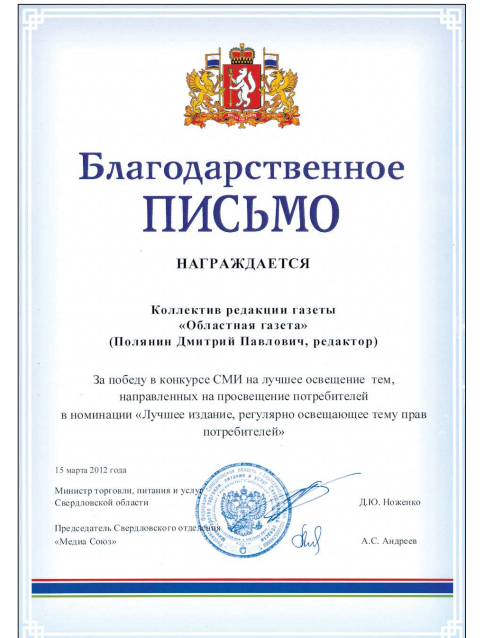 Благодарственное
ПИСЬМО
НАГРАЖДАЕТСЯ
Коллектив редакции газеты
«Областная газета»
(Полянин Дмитрий Павлович, редактор)
За победу в конкурсе СМИ на лучшее освещение тем,
направленных на просвещение потребителей
в номинации «Лучшее издание, регулярно освещающее тему прав
потребителей»
15 марта 2012 года
Министр торговли, питания и услуг
Свердловской области
Д.Ю. Ноженко
Председатель Свердловского отделения
«Медиа Союз»
А.С. Андреев